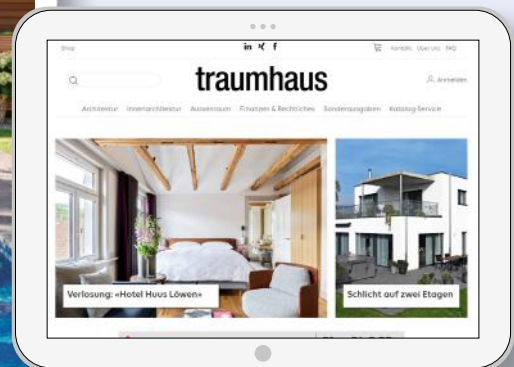 Shop
in f
Kontakt Über uns FAQ
traumhaus
Anmelden
Architektur Innenarchitektur Aussenraum Finanzen & Rechtliches Sonderausgaben Katalog-Service
Verlosung: «Hotel Huus Löwen»
Schlicht auf zwei Etagen